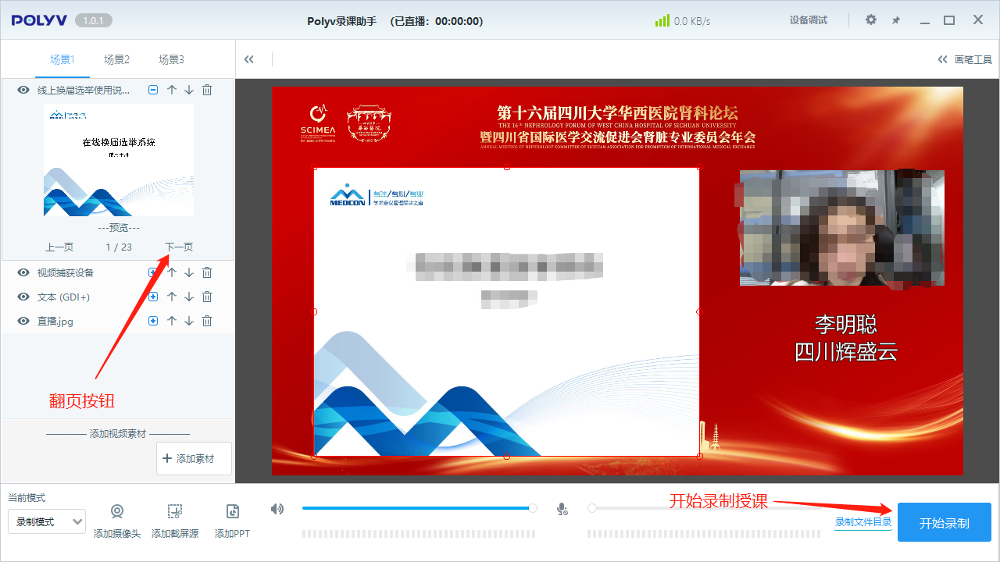 POLYV 1.0.1
Polyv录课助手 (已直播：00:00:00)
0.0 KB/s
设备调试
场景1 场景2 场景3
画笔工具
线上换届选举使用说...
在线换届选举系统
---预览---
上一页 1 / 23 下一页
视频捕获设备
文本 (GDI+)
直播.jpg
翻页按钮
添加视频素材
+ 添加素材
SCIMEA
華西醫院
1892
第十六届四川大学华西医院肾科论坛
THE 16th NEPHROLOGY FORUM OF WEST CHINA HOSPITAL OF SICHUAN UNIVERSITY
暨四川省国际医学交流促进会肾脏专业委员会年会
ANNUAL MEETING OF NEPHROLOGY COMMITTEE OF SICHUAN ASSOCIATION FOR PROMOTION OF INTERNATIONAL MEDICAL EXCHANGE
MEDCON
专注/专心/专业
学术会议管理解决之道
李明聪
四川辉盛云
当前模式
录制模式
添加摄像头 添加截屏源 添加PPT
开始录制授课
录制文件目录
开始录制